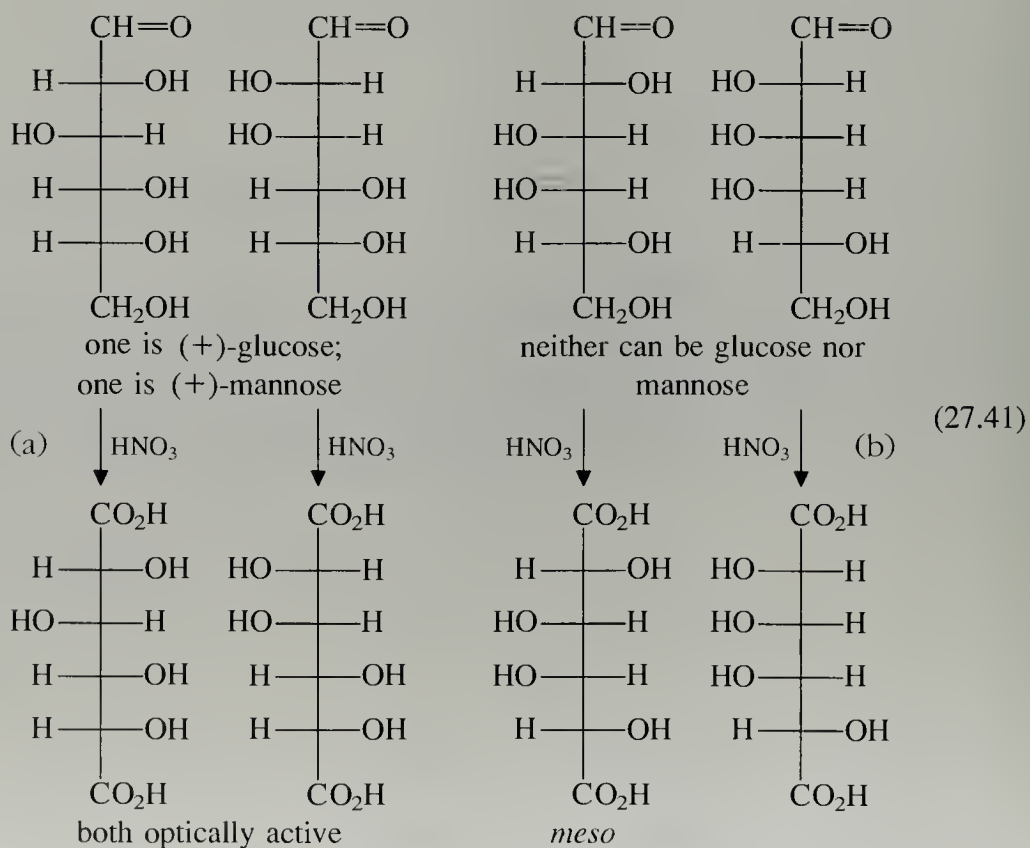 CH=O CH=O CH=O CH=O
H OH HO H H OH HO H
HO H HO H HO H HO H
H OH H OH HO H HO H
H OH H OH H OH H OH
CH₂OH CH₂OH CH₂OH CH₂OH
one is (+)-glucose; neither can be glucose nor
one is (+)-mannose mannose
(27.41)
(a) HNO₃ HNO₃ HNO₃ HNO₃ (b)
CO₂H CO₂H CO₂H CO₂H
H OH HO H H OH HO H
HO H HO H HO H HO H
H OH H OH HO H HO H
H OH H OH H OH H OH
CO₂H CO₂H CO₂H CO₂H
both optically active meso